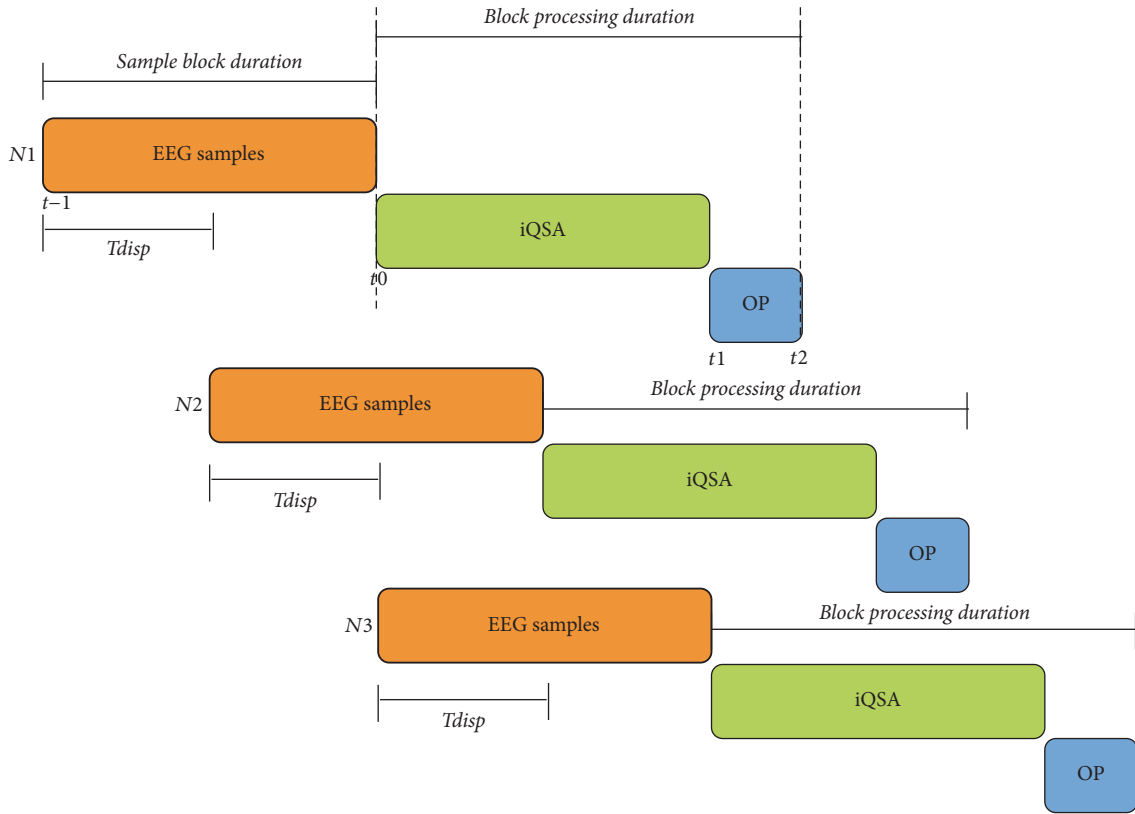 Block processing duration
Sample block duration
N1
EEG samples
t−1
Tdisp
iQSA
t0
OP
t1
t2
N2
EEG samples
Block processing duration
Tdisp
iQSA
OP
N3
EEG samples
Block processing duration
Tdisp
iQSA
OP